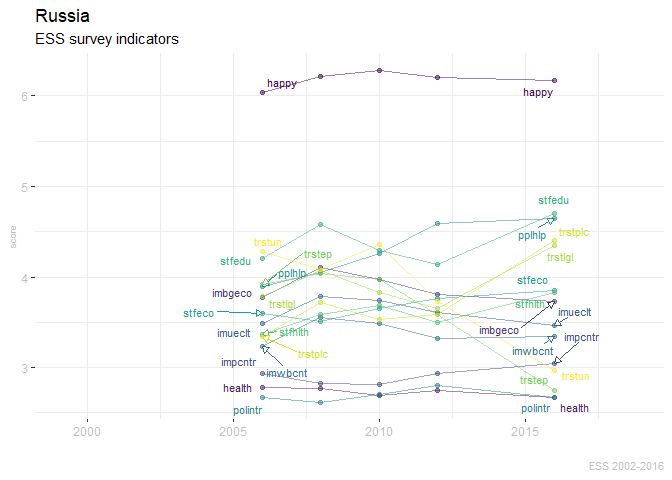 Russia
ESS survey indicators
happy
happy
6
5
stfedu
pplhlp
trstplc
trstlgl
trstun
trstep
stfedu
pplhlp
score
4
imbgeco
stfeco
trstlgl
stfhlth
stfeco
imueclt
imbgeco
imueclt
stfhlth
impcntr
trstplc
imwbcnt
impcntr
imwbcnt
3
trstep
trstun
health
polintr
polintr
health
2000
2005
2010
2015
ESS 2002-2016